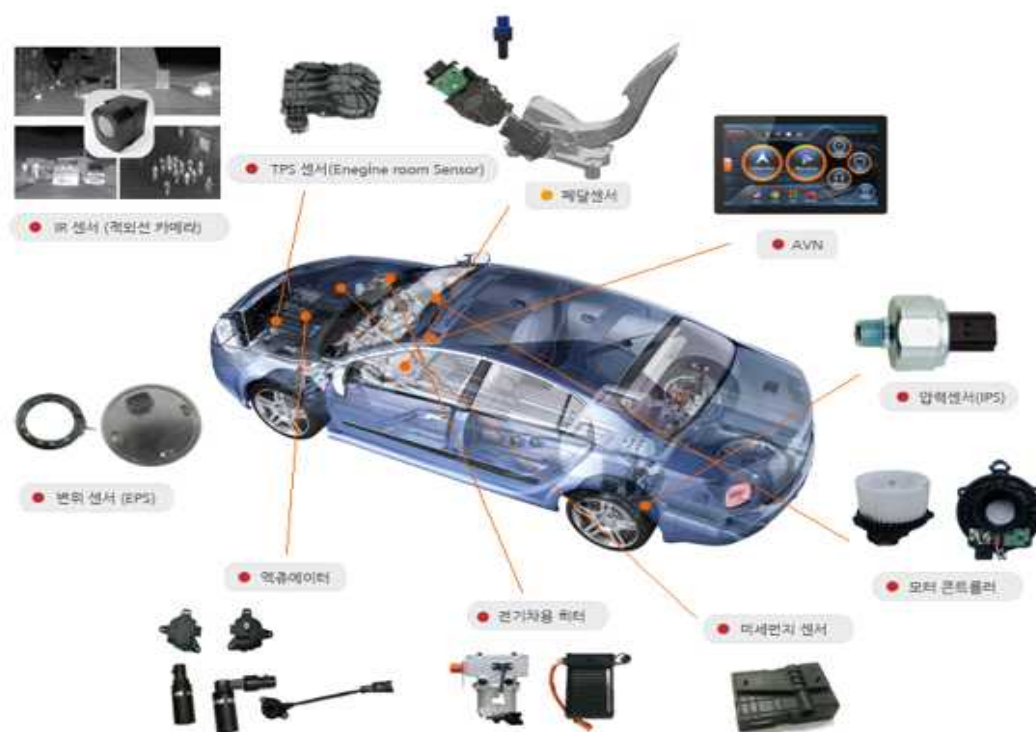 TPS 센서(Enegine room Sensor)
페달센서
IR 센서 (적외선 카메라)
AVN
압력센서(IPS)
변위 센서 (EPS)
모터 콘트롤러
액츄에이터
전기차용 히터
미세먼지 센서